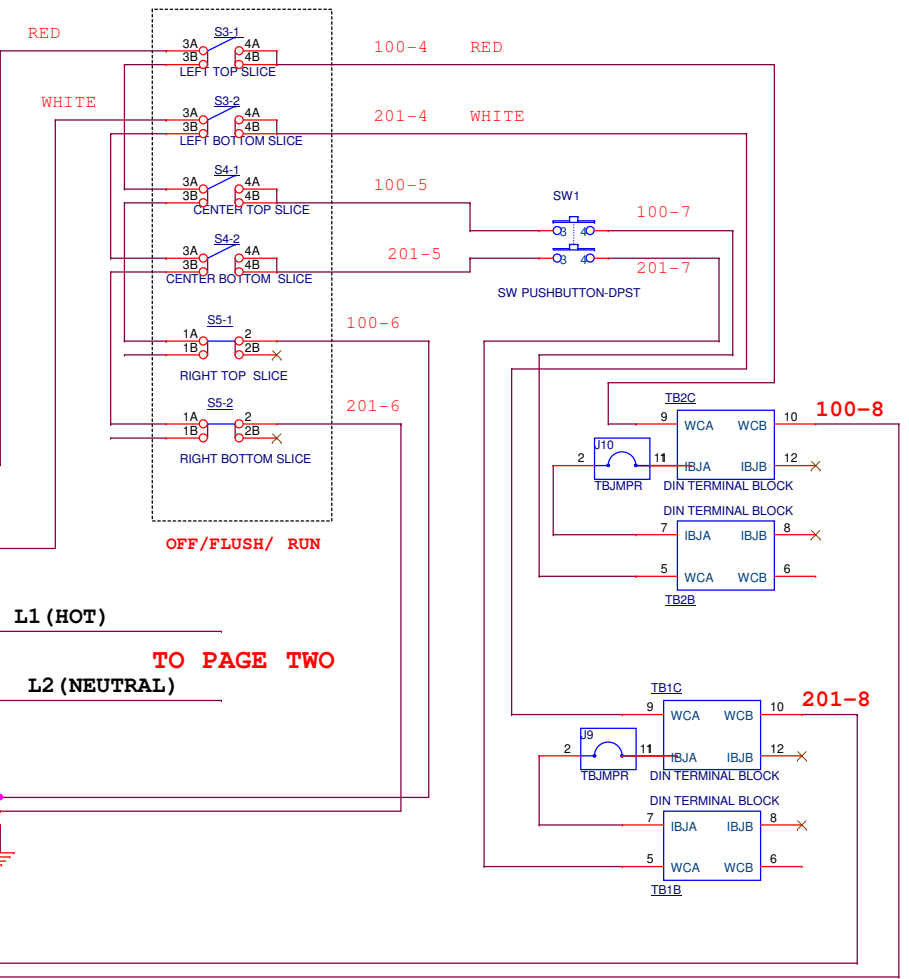 RED
S3-1
3A 4A
3B 4B
LEFT TOP SLICE
100-4 RED
WHITE
S3-2
3A 4A
3B 4B
LEFT BOTTOM SLICE
201-4 WHITE
S4-1
3A 4A
3B 4B
CENTER TOP SLICE
100-5
SW1
3 4
3 4
100-7
201-7
SW PUSHBUTTON-DPST
S4-2
3A 4A
3B 4B
CENTER BOTTOM SLICE
201-5
S5-1
1A 2
1B 2B
RIGHT TOP SLICE
100-6
S5-2
1A 2
1B 2B
RIGHT BOTTOM SLICE
201-6
OFF/FLUSH/ RUN
TB2C
9 WCA WCB 10
100-8
J10
2 11 11 IBJA IBJB 12
TBJMPR
DIN TERMINAL BLOCK
DIN TERMINAL BLOCK
7 IBJA IBJB 8
5 WCA WCB 6
TB2B
L1(HOT)
TO PAGE TWO
L2(NEUTRAL)
TB1C
9 WCA WCB 10
201-8
J9
2 1 11 IBJA IBJB 12
TBJMPR
DIN TERMINAL BLOCK
DIN TERMINAL BLOCK
7 IBJA IBJB 8
5 WCA WCB 6
TB1B